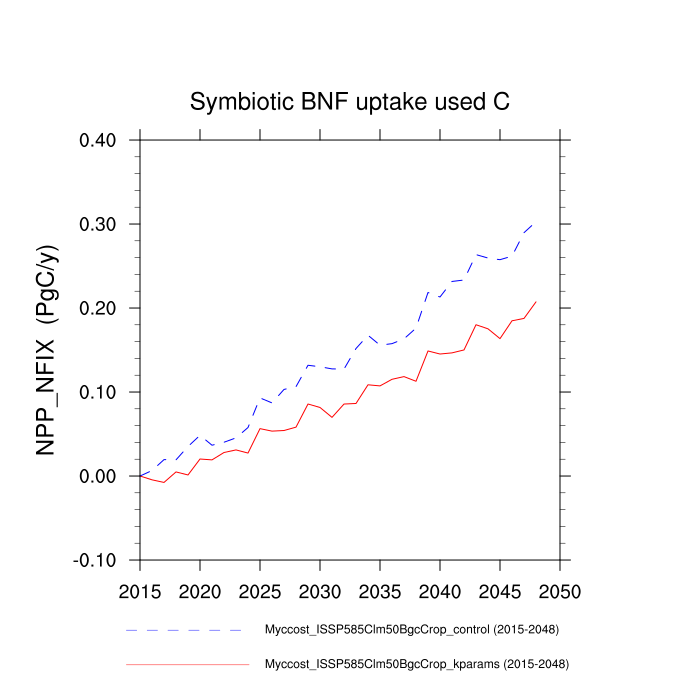 Symbiotic BNF uptake used C
NPP_NFIX (PgC/y)
0.40
0.30
0.20
0.10
0.00
-0.10
2015 2020 2025 2030 2035 2040 2045 2050
Myccost_ISSP585Clm50BgcCrop_control (2015-2048)
Myccost_ISSP585Clm50BgcCrop_kparams (2015-2048)